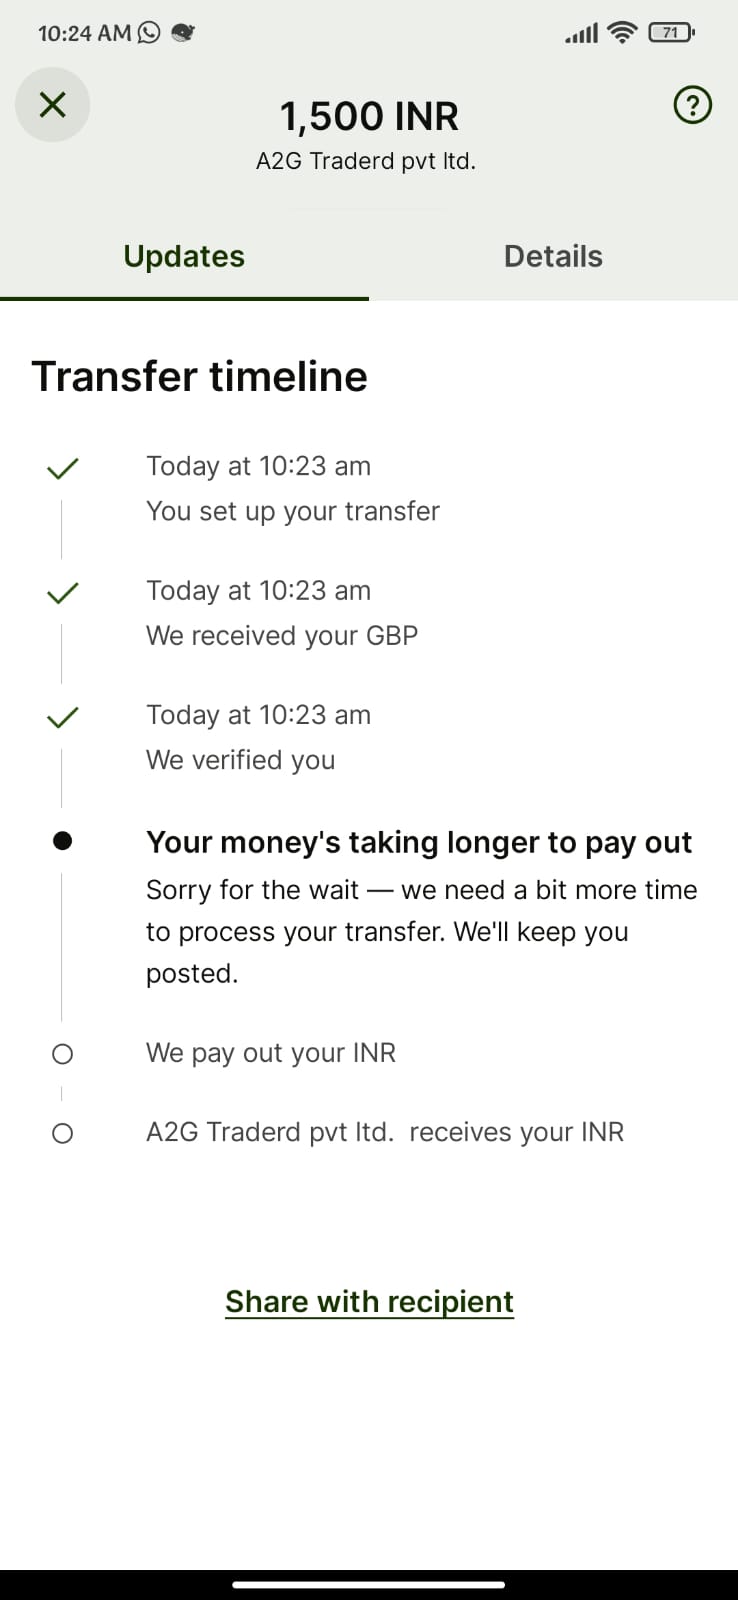 10:24 AM
71
1,500 INR
A2G Traderd pvt ltd.
Updates
Details
Transfer timeline
Today at 10:23 am
You set up your transfer
Today at 10:23 am
We received your GBP
Today at 10:23 am
We verified you
Your money's taking longer to pay out
Sorry for the wait — we need a bit more time
to process your transfer. We'll keep you
posted.
We pay out your INR
A2G Traderd pvt ltd.  receives your INR
Share with recipient